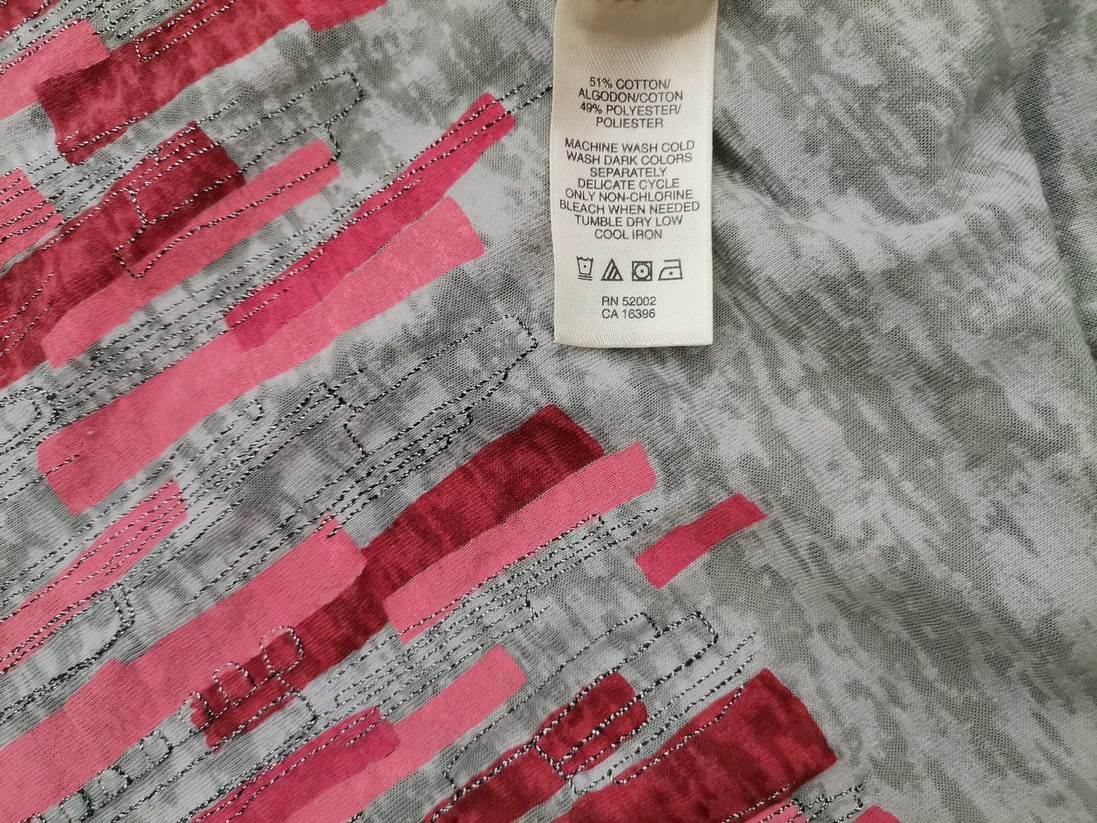 51% COTTON/
ALGODON/COTON
49% POLYESTER/
POLIESTER
MACHINE WASH COLD
WASH DARK COLORS
SEPARATELY
DELICATE CYCLE
ONLY NON-CHLORINE
BLEACH WHEN NEEDED
TUMBLE DRY LOW
COOL IRON
RN 52002
CA 16396